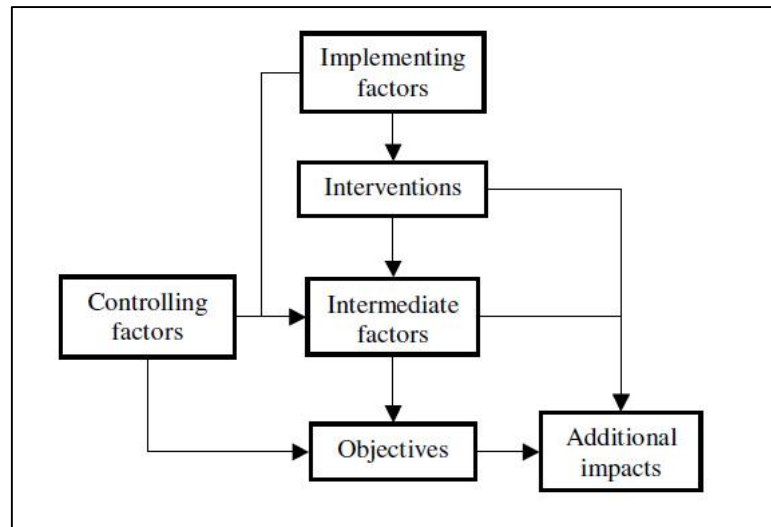 Implementing
factors
Interventions
Controlling
factors
Intermediate
factors
Objectives
Additional
impacts